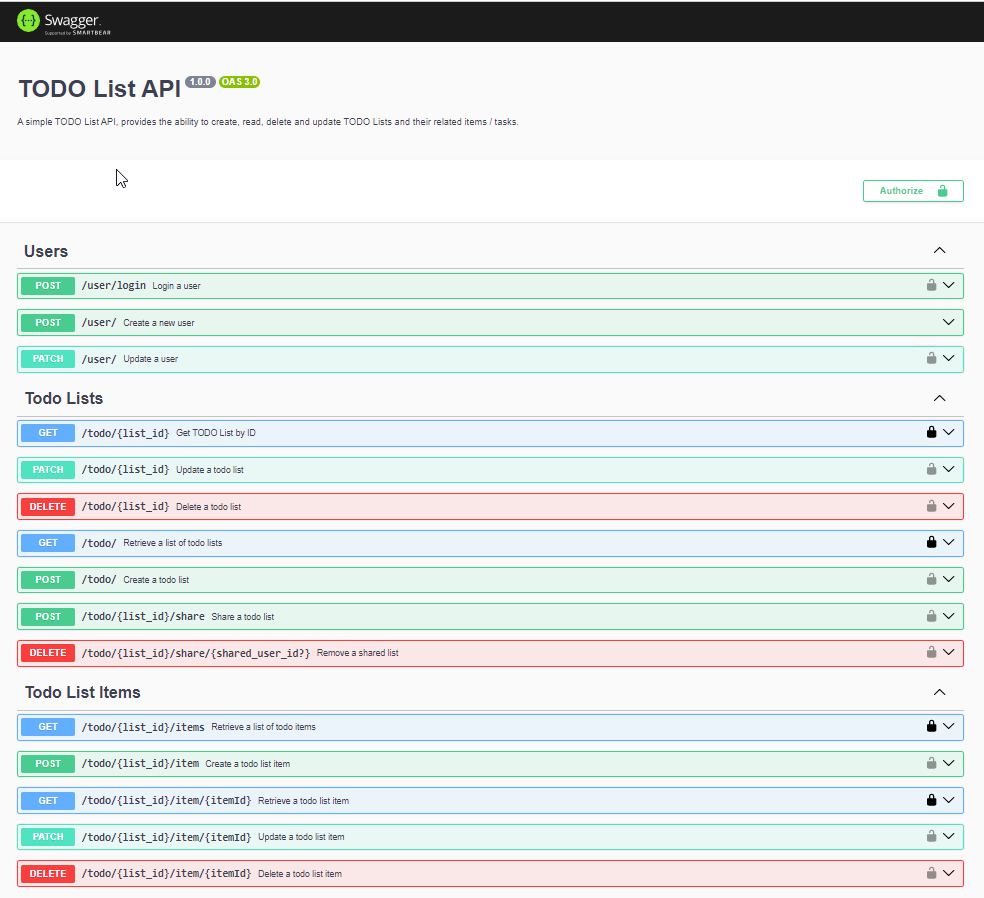 {···} Swagger.
Supported by SMARTBEAR
TODO List API 1.0.0 OAS 3.0
A simple TODO List API, provides the ability to create, read, delete and update TODO Lists and their related items / tasks.
Authorize
Users
POST /user/login Login a user
POST /user/ Create a new user
PATCH /user/ Update a user
Todo Lists
GET /todo/{list_id} Get TODO List by ID
PATCH /todo/{list_id} Update a todo list
DELETE /todo/{list_id} Delete a todo list
GET /todo/ Retrieve a list of todo lists
POST /todo/ Create a todo list
POST /todo/{list_id}/share Share a todo list
DELETE /todo/{list_id}/share/{shared_user_id?} Remove a shared list
Todo List Items
GET /todo/{list_id}/items Retrieve a list of todo items
POST /todo/{list_id}/item Create a todo list item
GET /todo/{list_id}/item/{itemId} Retrieve a todo list item
PATCH /todo/{list_id}/item/{itemId} Update a todo list item
DELETE /todo/{list_id}/item/{itemId} Delete a todo list item